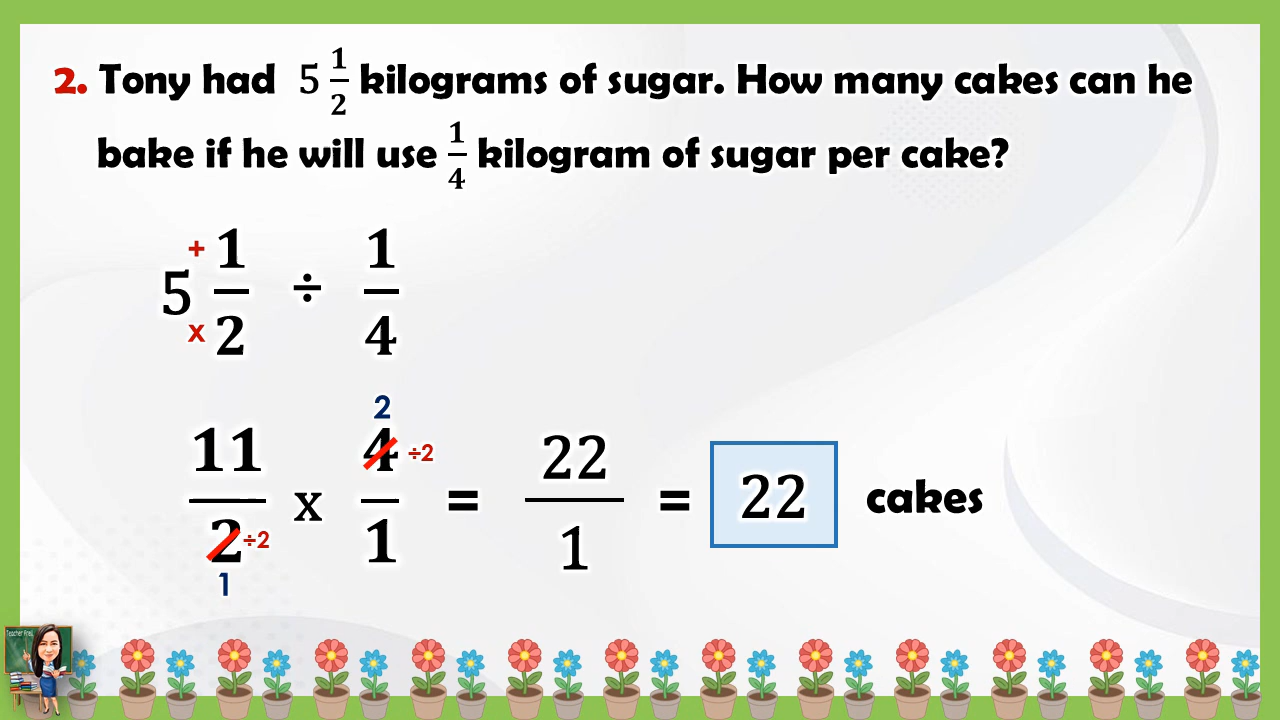 2. Tony had 5 1/2 kilograms of sugar. How many cakes can he
bake if he will use 1/4 kilogram of sugar per cake?
5 + x 1/2 ÷ 1/4
11/2 ÷2 1 x 2 4/1 ÷2 = 22/1 = 22 cakes